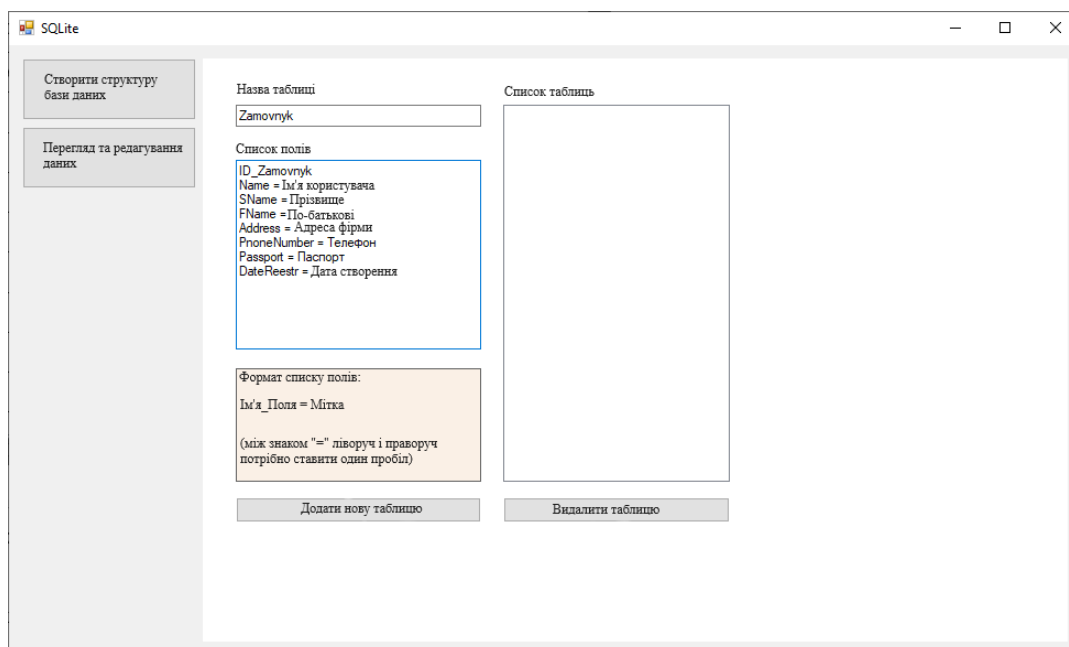 SQLite
Створити структуру
бази даних
Перегляд та редагування
даних
Назва таблиці
Zamovnyk
Список полів
ID_Zamovnyk
Name = Ім'я користувача
SName = Прізвище
FName = По-батькові
Address = Адреса фірми
PnoneNumber = Телефон
Passport = Паспорт
DateReestr = Дата створення
Формат списку полів:
Ім'я_Поля = Мітка
(між знаком "=" ліворуч і праворуч
потрібно ставити один пробіл)
Додати нову таблицю
Список таблиць
Видалити таблицю